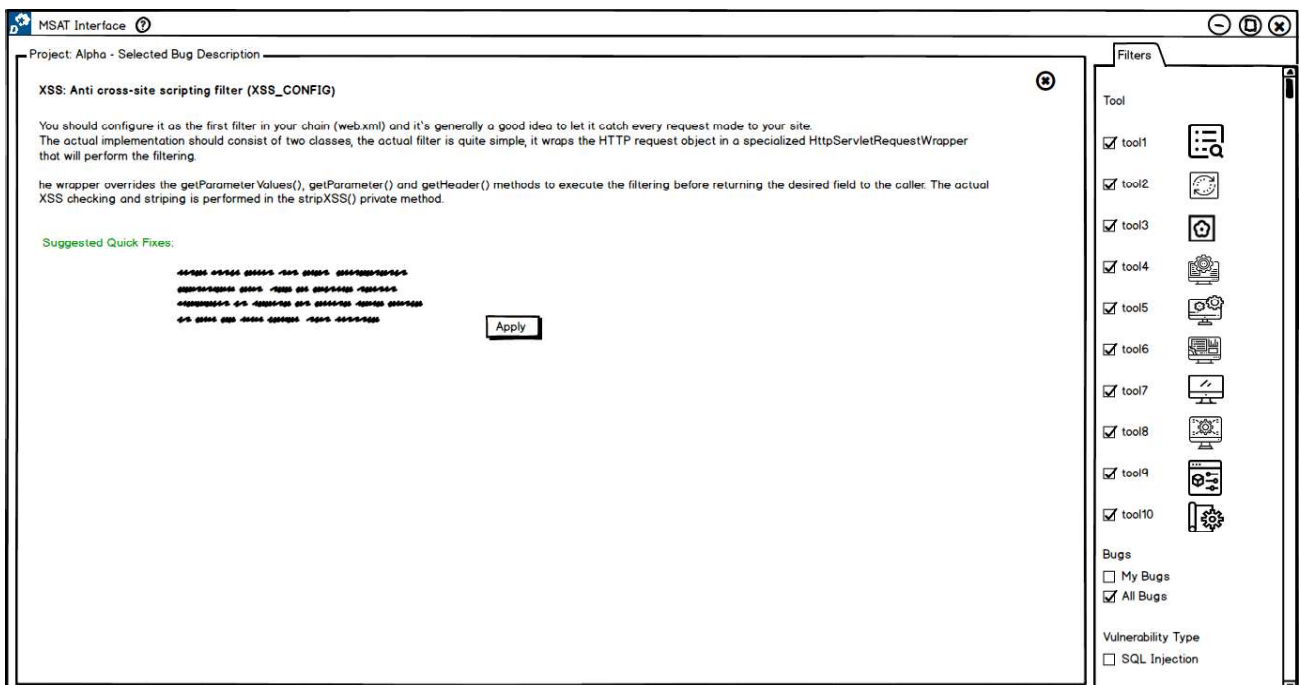 MSAT Interface ?
Project: Alpha - Selected Bug Description
Filters
XSS: Anti cross-site scripting filter (XSS_CONFIG)
You should configure it as the first filter in your chain (web.xml) and it's generally a good idea to let it catch every request made to your site.
The actual implementation should consist of two classes, the actual filter is quite simple, it wraps the HTTP request object in a specialized HttpServletRequestWrapper
that will perform the filtering.
he wrapper overrides the getParameterValues(), getParameter() and getHeader() methods to execute the filtering before returning the desired field to the caller. The actual
XSS checking and striping is performed in the stripXSS() private method.
Suggested Quick Fixes:
Apply
Tool
tool1
tool2
tool3
tool4
tool5
tool6
tool7
tool8
tool9
tool10
Bugs
My Bugs
All Bugs
Vulnerability Type
SQL Injection